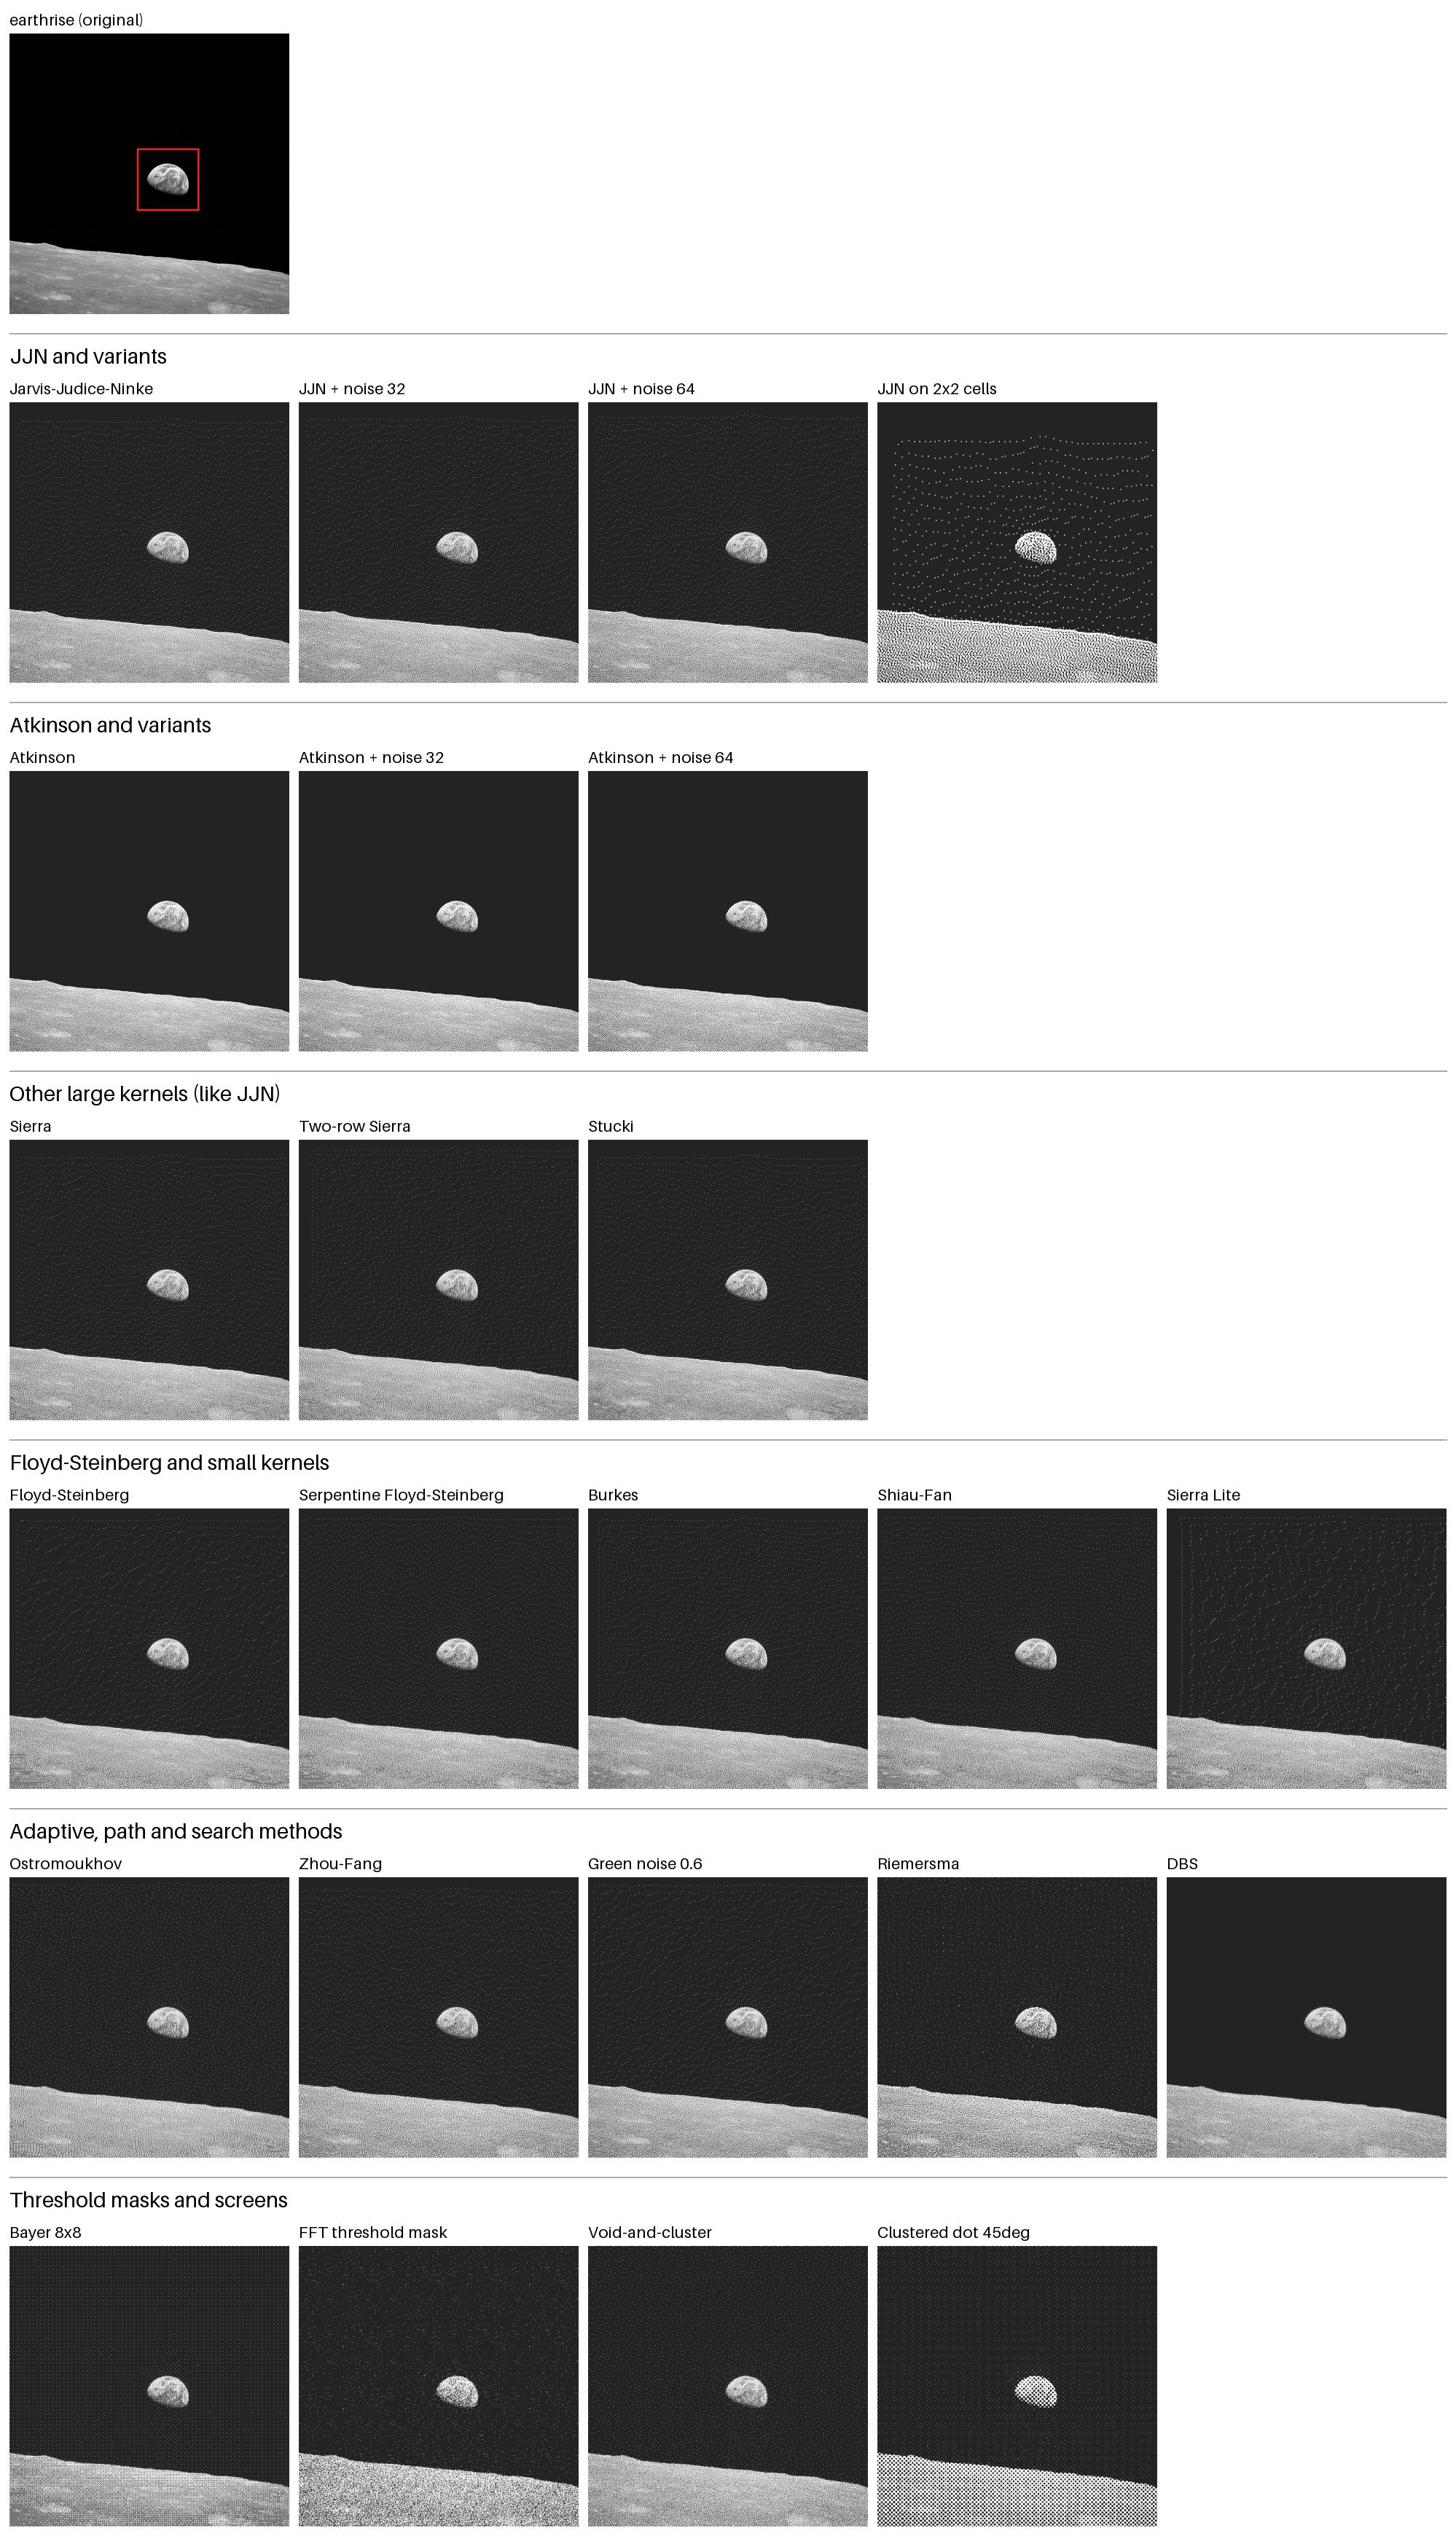 earthrise (original)
JJN and variants
Jarvis-Judice-Ninke
JJN + noise 32
JJN + noise 64
JJN on 2x2 cells
Atkinson and variants
Atkinson
Atkinson + noise 32
Atkinson + noise 64
Other large kernels (like JJN)
Sierra
Two-row Sierra
Stucki
Floyd-Steinberg and small kernels
Floyd-Steinberg
Serpentine Floyd-Steinberg
Burkes
Shiau-Fan
Sierra Lite
Adaptive, path and search methods
Ostromoukhov
Zhou-Fang
Green noise 0.6
Riemersma
DBS
Threshold masks and screens
Bayer 8x8
FFT threshold mask
Void-and-cluster
Clustered dot 45deg